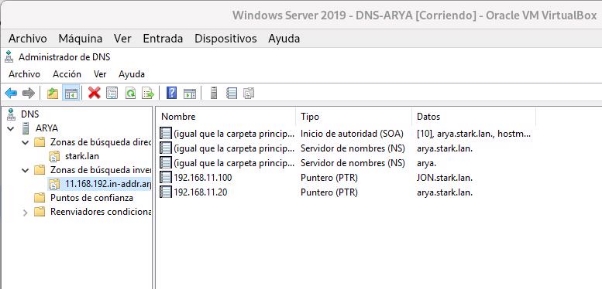 Windows Server 2019 - DNS-ARYA [Corriendo] - Oracle VM VirtualBox
Archivo Máquina Ver Entrada Dispositivos Ayuda
Administrador de DNS
Archivo Acción Ver Ayuda
DNS
ARYA
Zonas de búsqueda direc
stark.lan
Zonas de búsqueda inver
11.168.192.in-addr.arp
Puntos de confianza
Reenviadores condiciona
Nombre Tipo Datos
(igual que la carpeta princip... Inicio de autoridad (SOA) [10], arya.stark.lan., hostm...
(igual que la carpeta princip... Servidor de nombres (NS) arya.stark.lan.
(igual que la carpeta princip... Servidor de nombres (NS) arya.
192.168.11.100 Puntero (PTR) JON.stark.lan.
192.168.11.20 Puntero (PTR) arya.stark.lan.